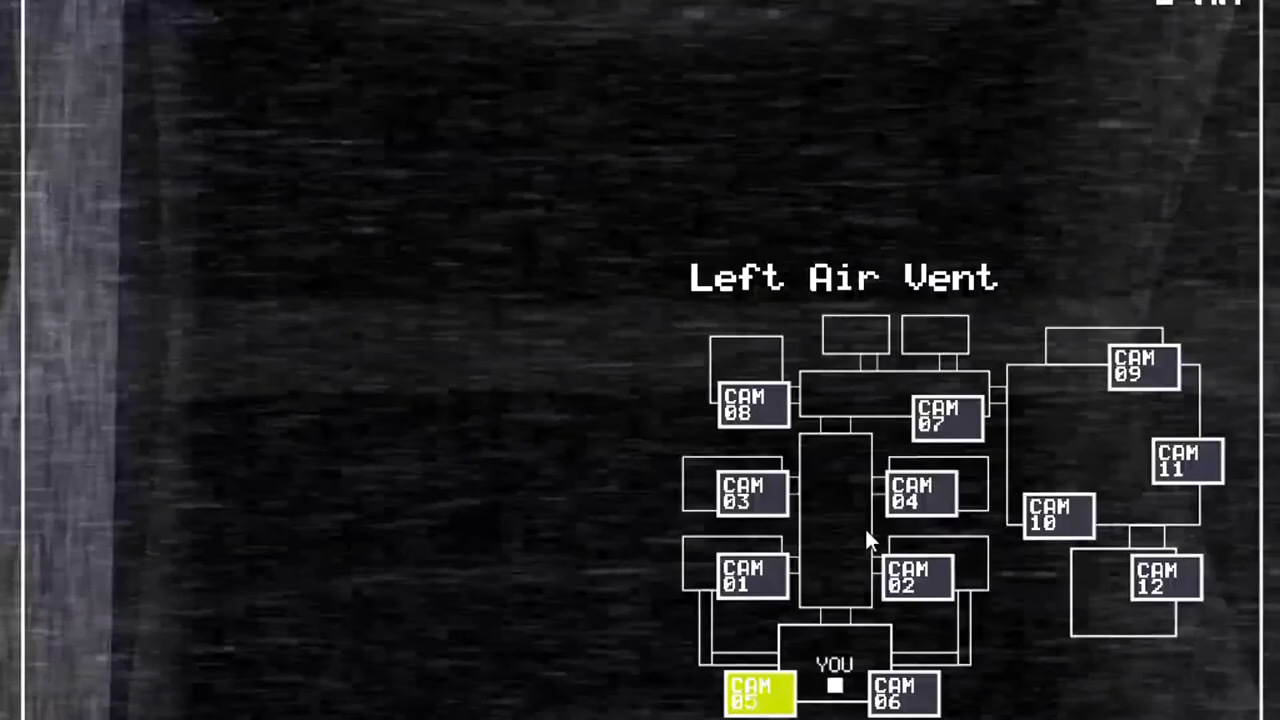 Left Air Vent
CAM
09
CAM
08
CAM
07
CAM
11
CAM
03
CAM
04
CAM
10
CAM
01
CAM
02
CAM
12
YOU
CAM
05
CAM
06